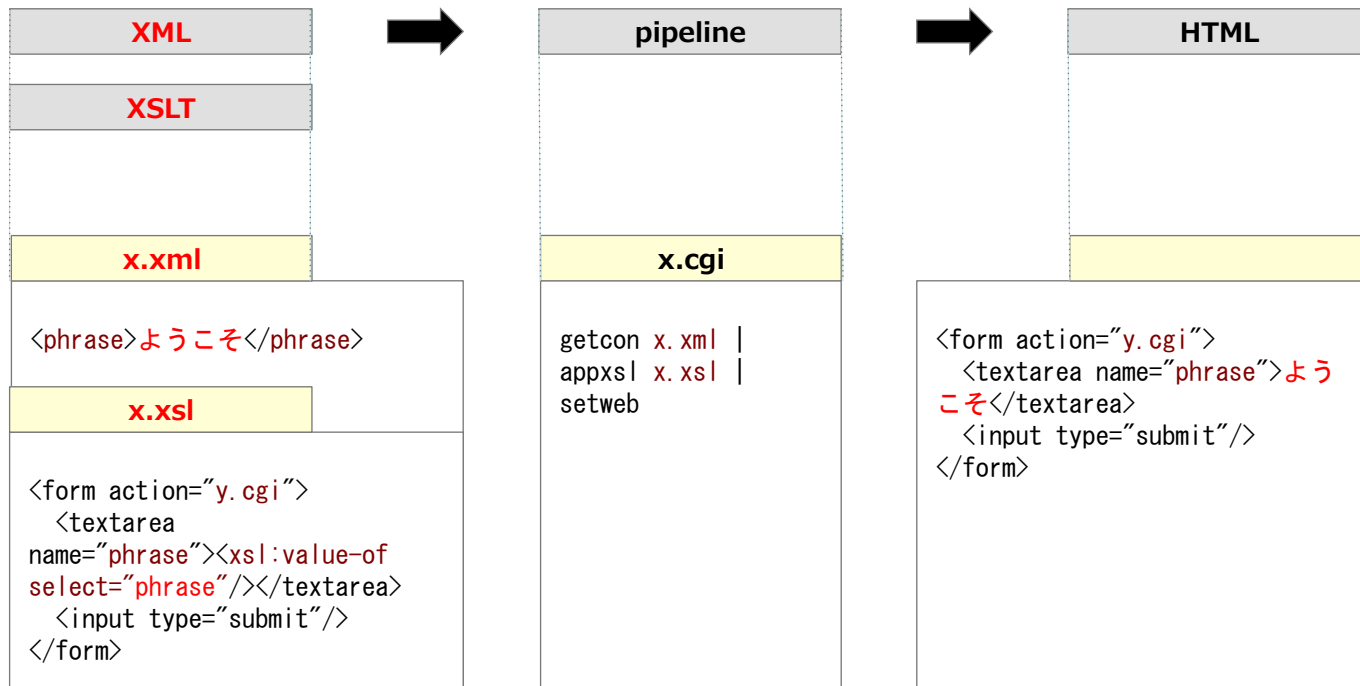 XML
XSLT
x.xml
<phrase>ようこそ</phrase>
x.xsl
<form action="y.cgi">
  <textarea
name="phrase"><xsl:value-of
select="phrase"/></textarea>
  <input type="submit"/>
</form>
pipeline
x.cgi
getcon x.xml |
appxsl x.xsl |
setweb
HTML
<form action="y.cgi">
  <textarea name="phrase">よう
こそ</textarea>
  <input type="submit"/>
</form>